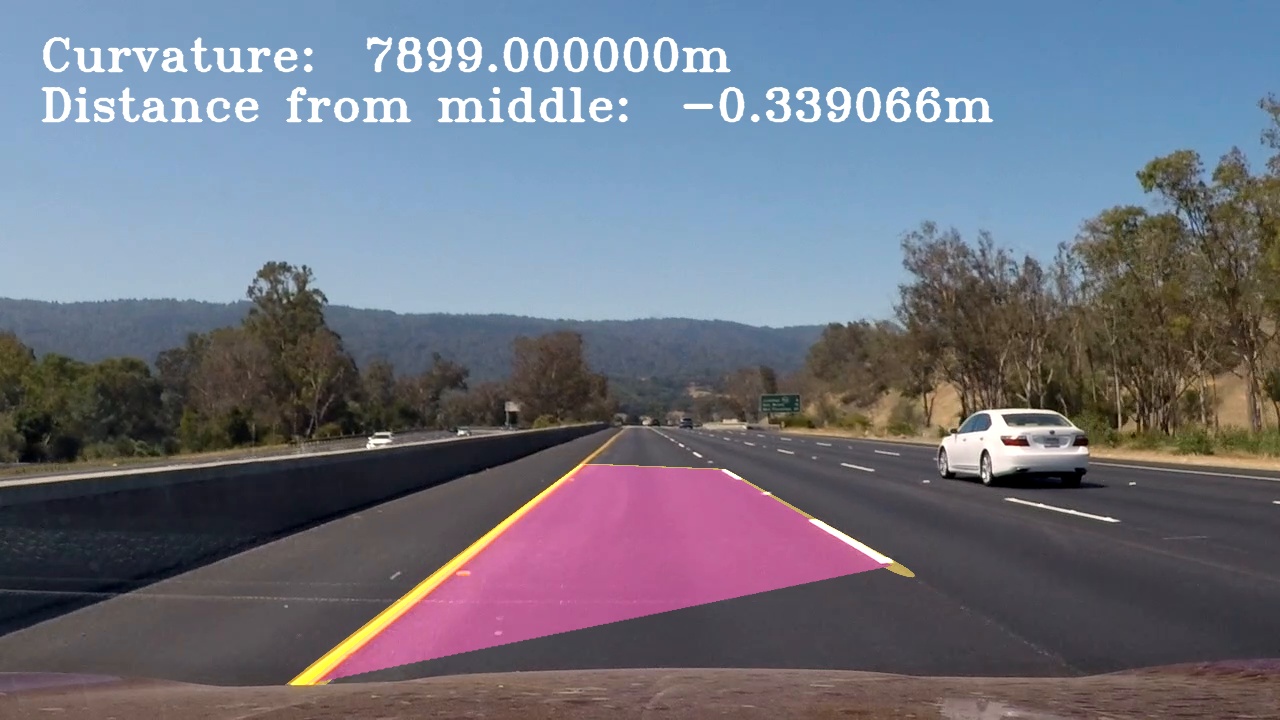 Curvature:  7899.000000m
Distance from middle:  −0.339066m